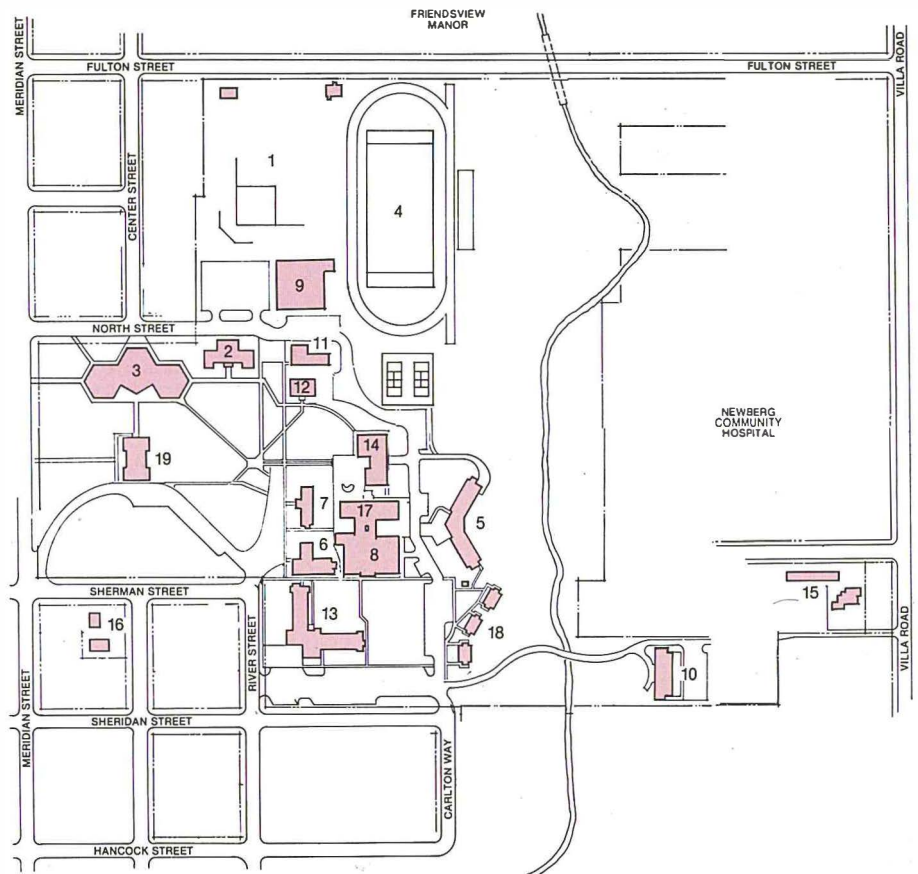 FRIENDSVIEW
MANOR
MERIDIAN STREET
FULTON STREET
FULTON STREET
VILLA ROAD
CENTER STREET
1
4
9
NORTH STREET
2
11
3
12
NEWBERG
COMMUNITY
HOSPITAL
14
19
7
17
5
6
8
SHERMAN STREET
15
16
13
18
RIVER STREET
VILLA ROAD
10
MERIDIAN STREET
SHERIDAN STREET
CARLTON WAY
HANCOCK STREET